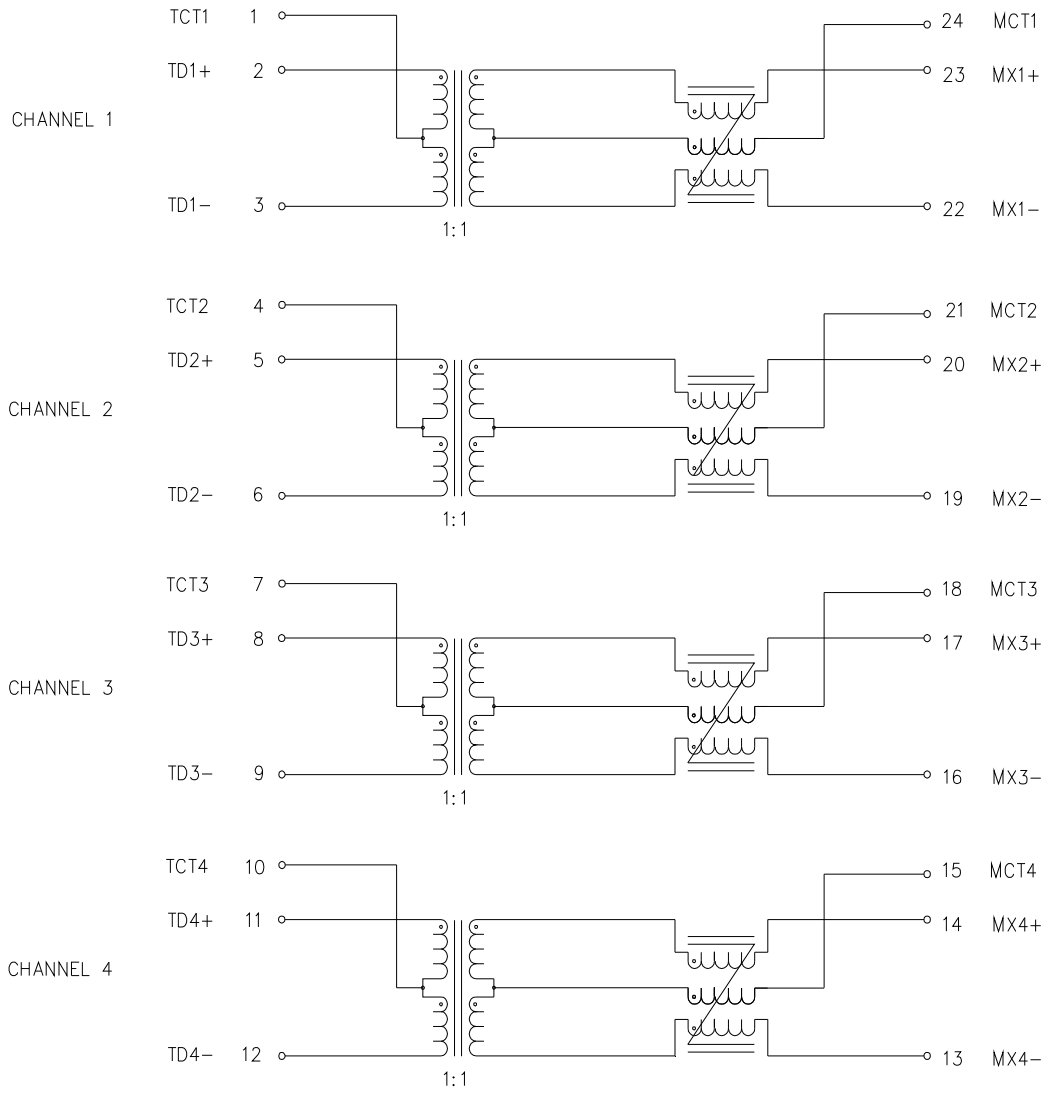 TCT1 1 24 MCT1
TD1+ 2 23 MX1+
CHANNEL 1
TD1− 3 22 MX1−
1:1
TCT2 4 21 MCT2
TD2+ 5 20 MX2+
CHANNEL 2
TD2− 6 19 MX2−
1:1
TCT3 7 18 MCT3
TD3+ 8 17 MX3+
CHANNEL 3
TD3− 9 16 MX3−
1:1
TCT4 10 15 MCT4
TD4+ 11 14 MX4+
CHANNEL 4
TD4− 12 13 MX4−
1:1